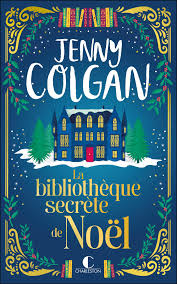 JENNY
COLGAN
La
bibliothèque
secrète
de Noël
C
CHARLESTON